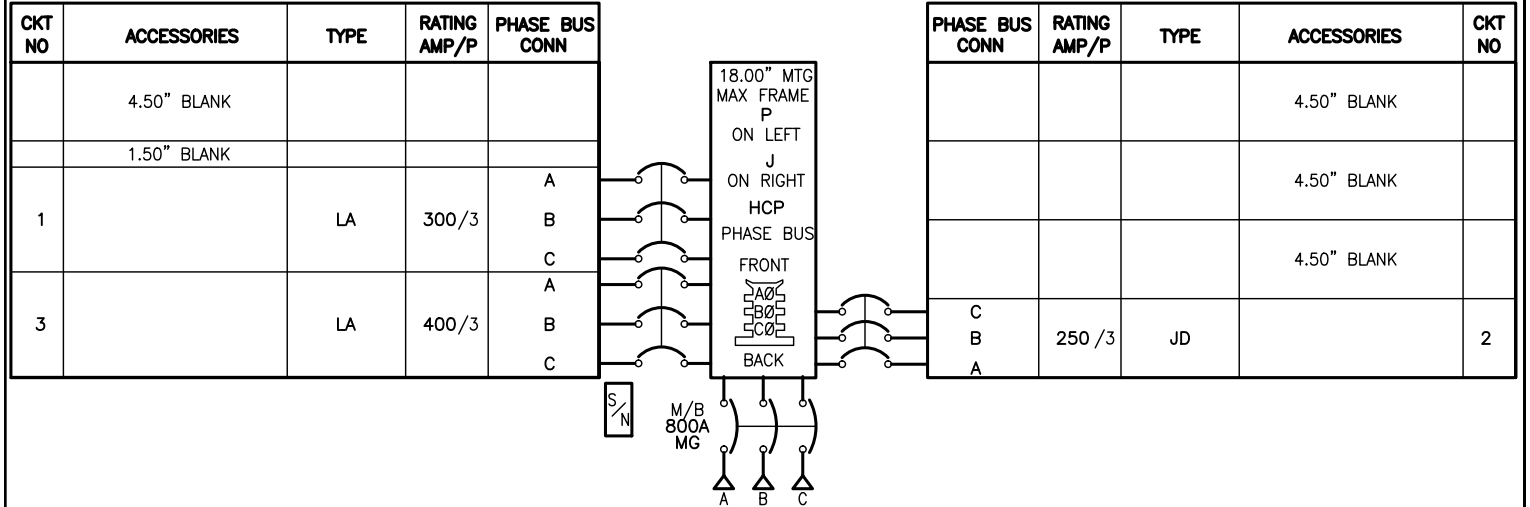 CKT NO ACCESSORIES TYPE RATING AMP/P PHASE BUS CONN
4.50" BLANK
1.50" BLANK
1 LA 300/3 A B C
3 LA 400/3 A B C
18.00" MTG
MAX FRAME
P
ON LEFT
J
ON RIGHT
HCP
PHASE BUS
FRONT
AØ
BØ
CØ
BACK
S/N
M/B
800A
MG
A B C
PHASE BUS CONN RATING AMP/P TYPE ACCESSORIES CKT NO
4.50" BLANK
4.50" BLANK
4.50" BLANK
C B A 250/3 JD 2